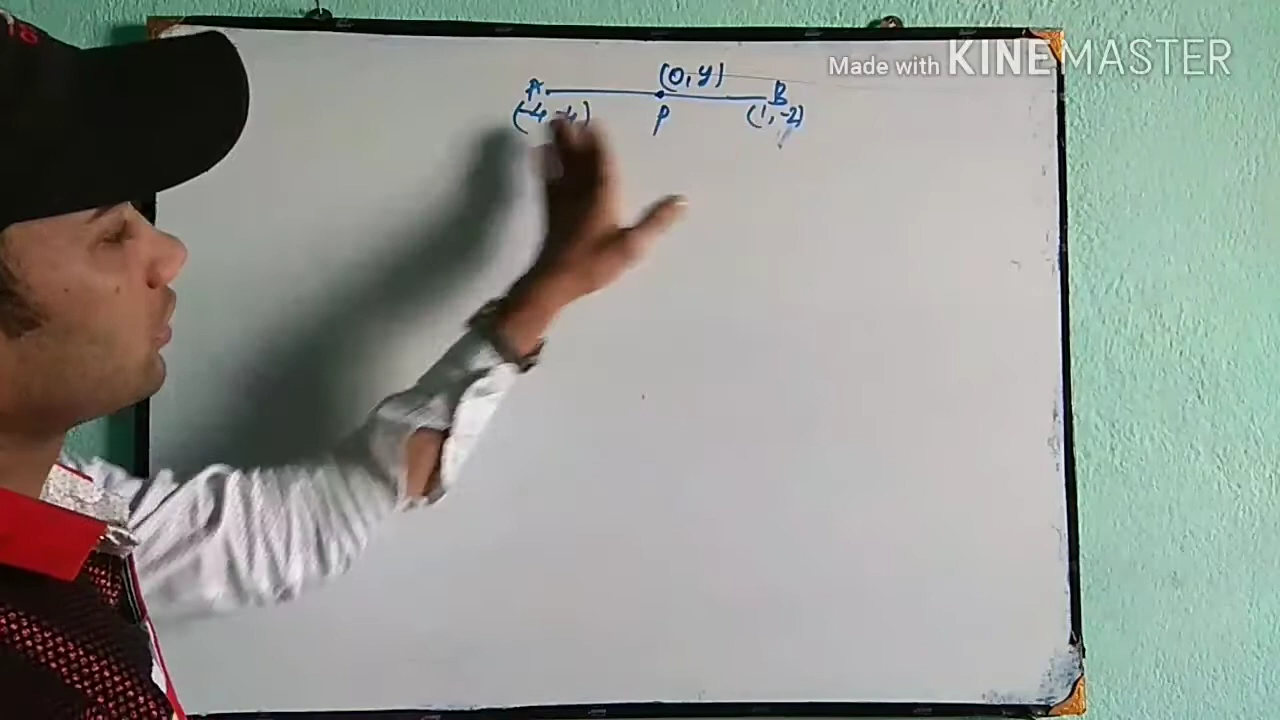 Made with KINEMASTER
(0, y)
A B
(-4, -4) P (1, -2)